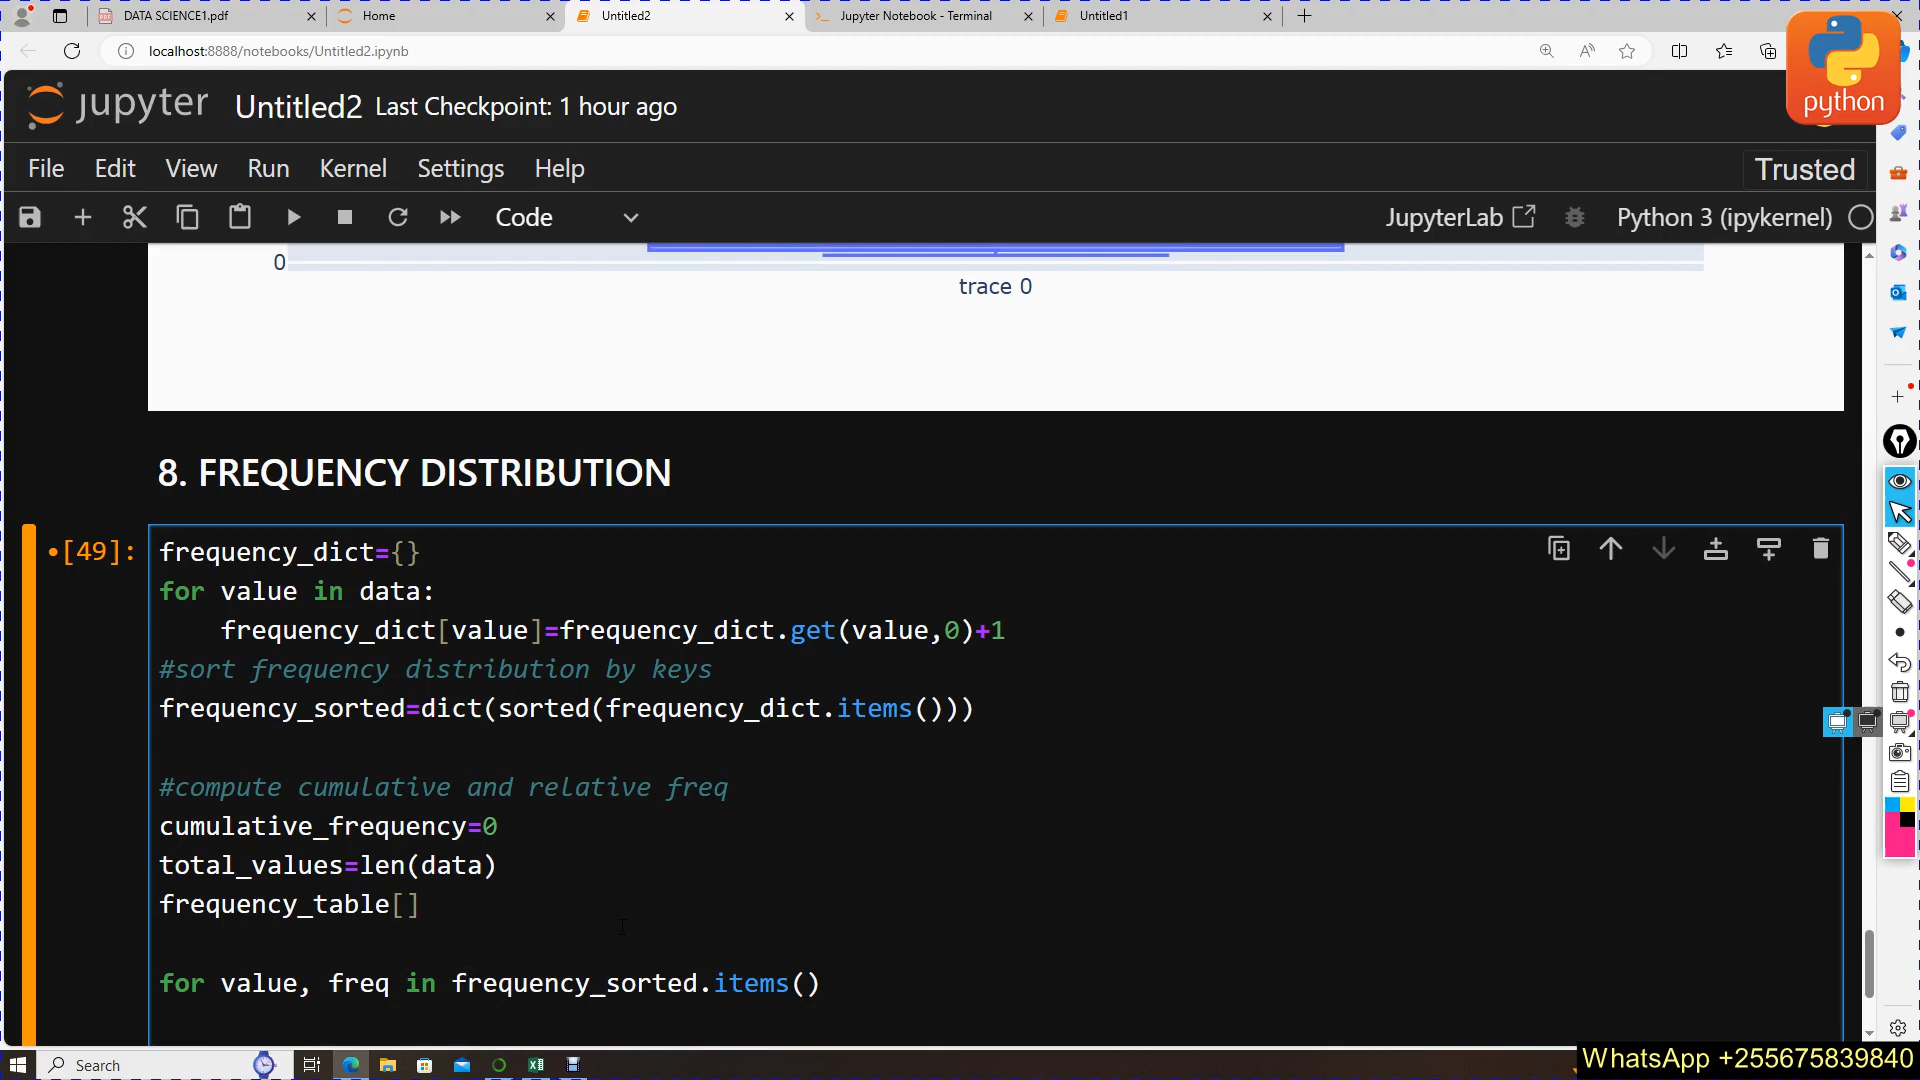 DATA SCIENCE1.pdf
Home
Untitled2
Jupyter Notebook - Terminal
Untitled1
localhost:8888/notebooks/Untitled2.ipynb
python
jupyter Untitled2 Last Checkpoint: 1 hour ago
File Edit View Run Kernel Settings Help Trusted
Code JupyterLab Python 3 (ipykernel)
0
trace 0
8. FREQUENCY DISTRIBUTION
•[49]: frequency_dict={}
for value in data:
    frequency_dict[value]=frequency_dict.get(value,0)+1
#sort frequency distribution by keys
frequency_sorted=dict(sorted(frequency_dict.items()))
#compute cumulative and relative freq
cumulative_frequency=0
total_values=len(data)
frequency_table[]
for value, freq in frequency_sorted.items()
Search
WhatsApp +255675839840